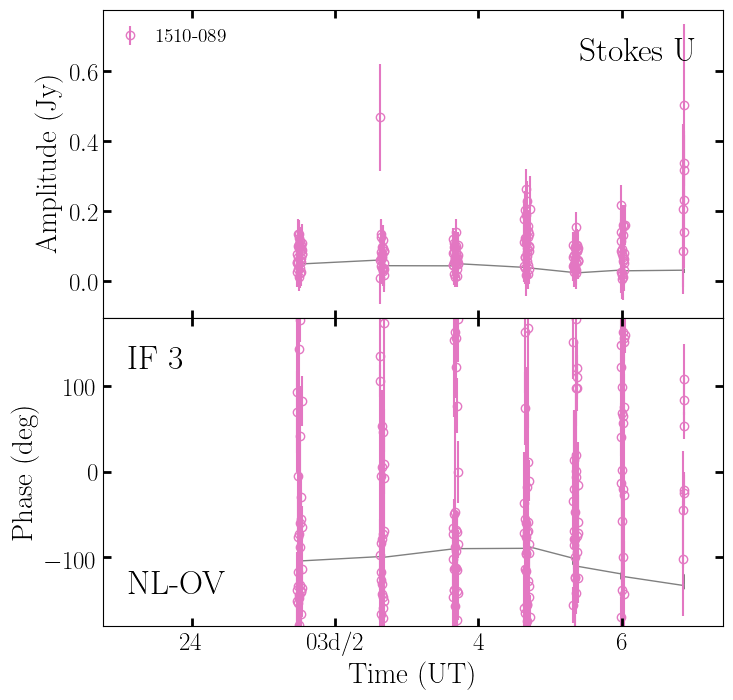 1510-089
Stokes U
Amplitude (Jy)
0.6
0.4
0.2
0.0
IF 3
NL-OV
Phase (deg)
100
0
−100
24
03d/2
4
6
Time (UT)